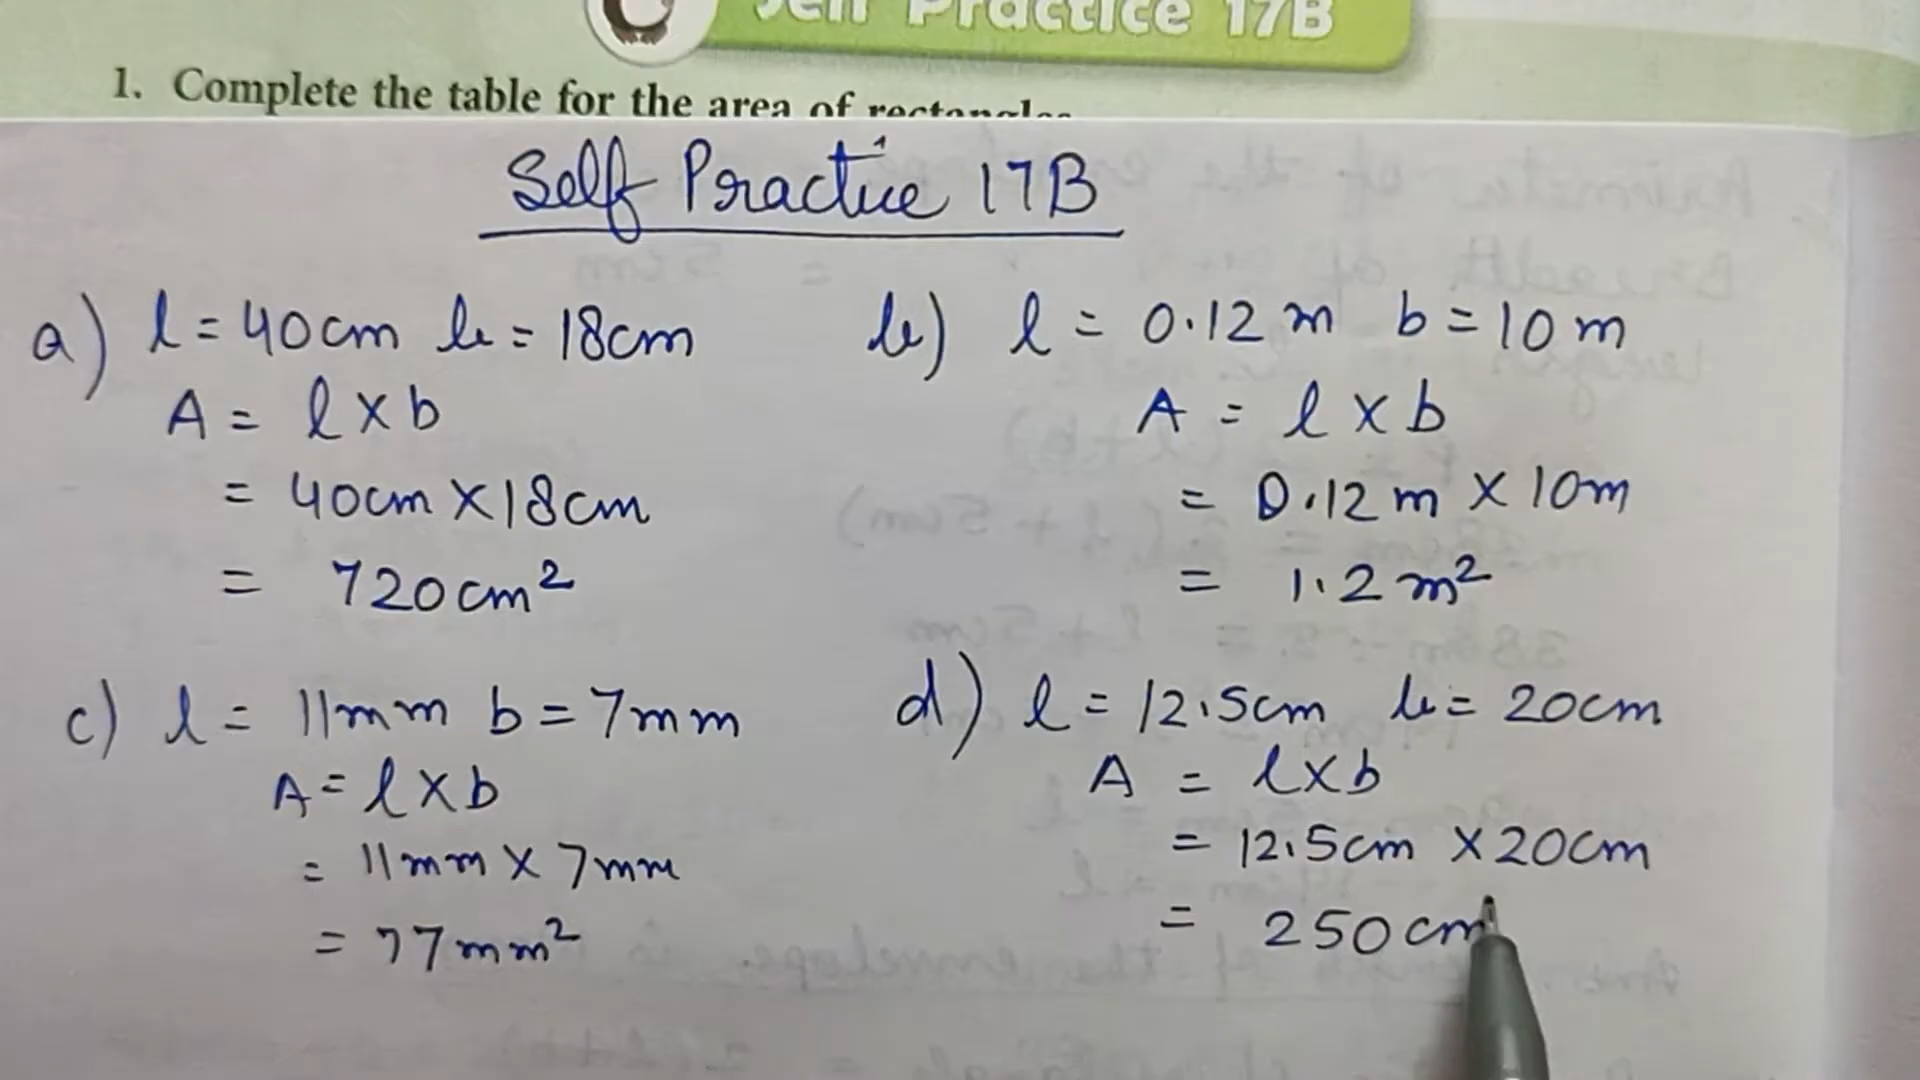 Self Practice 17B
1. Complete the table for the area of rectangles
Self Practice 17B
a) l = 40cm b = 18cm
A = l × b
= 40cm × 18cm
= 720cm²
b) l = 0.12 m b = 10 m
A = l × b
= 0.12 m × 10m
= 1.2 m²
c) l = 11mm b = 7mm
A = l × b
= 11mm × 7mm
= 77mm²
d) l = 12.5cm b = 20cm
A = l × b
= 12.5cm × 20cm
= 250cm